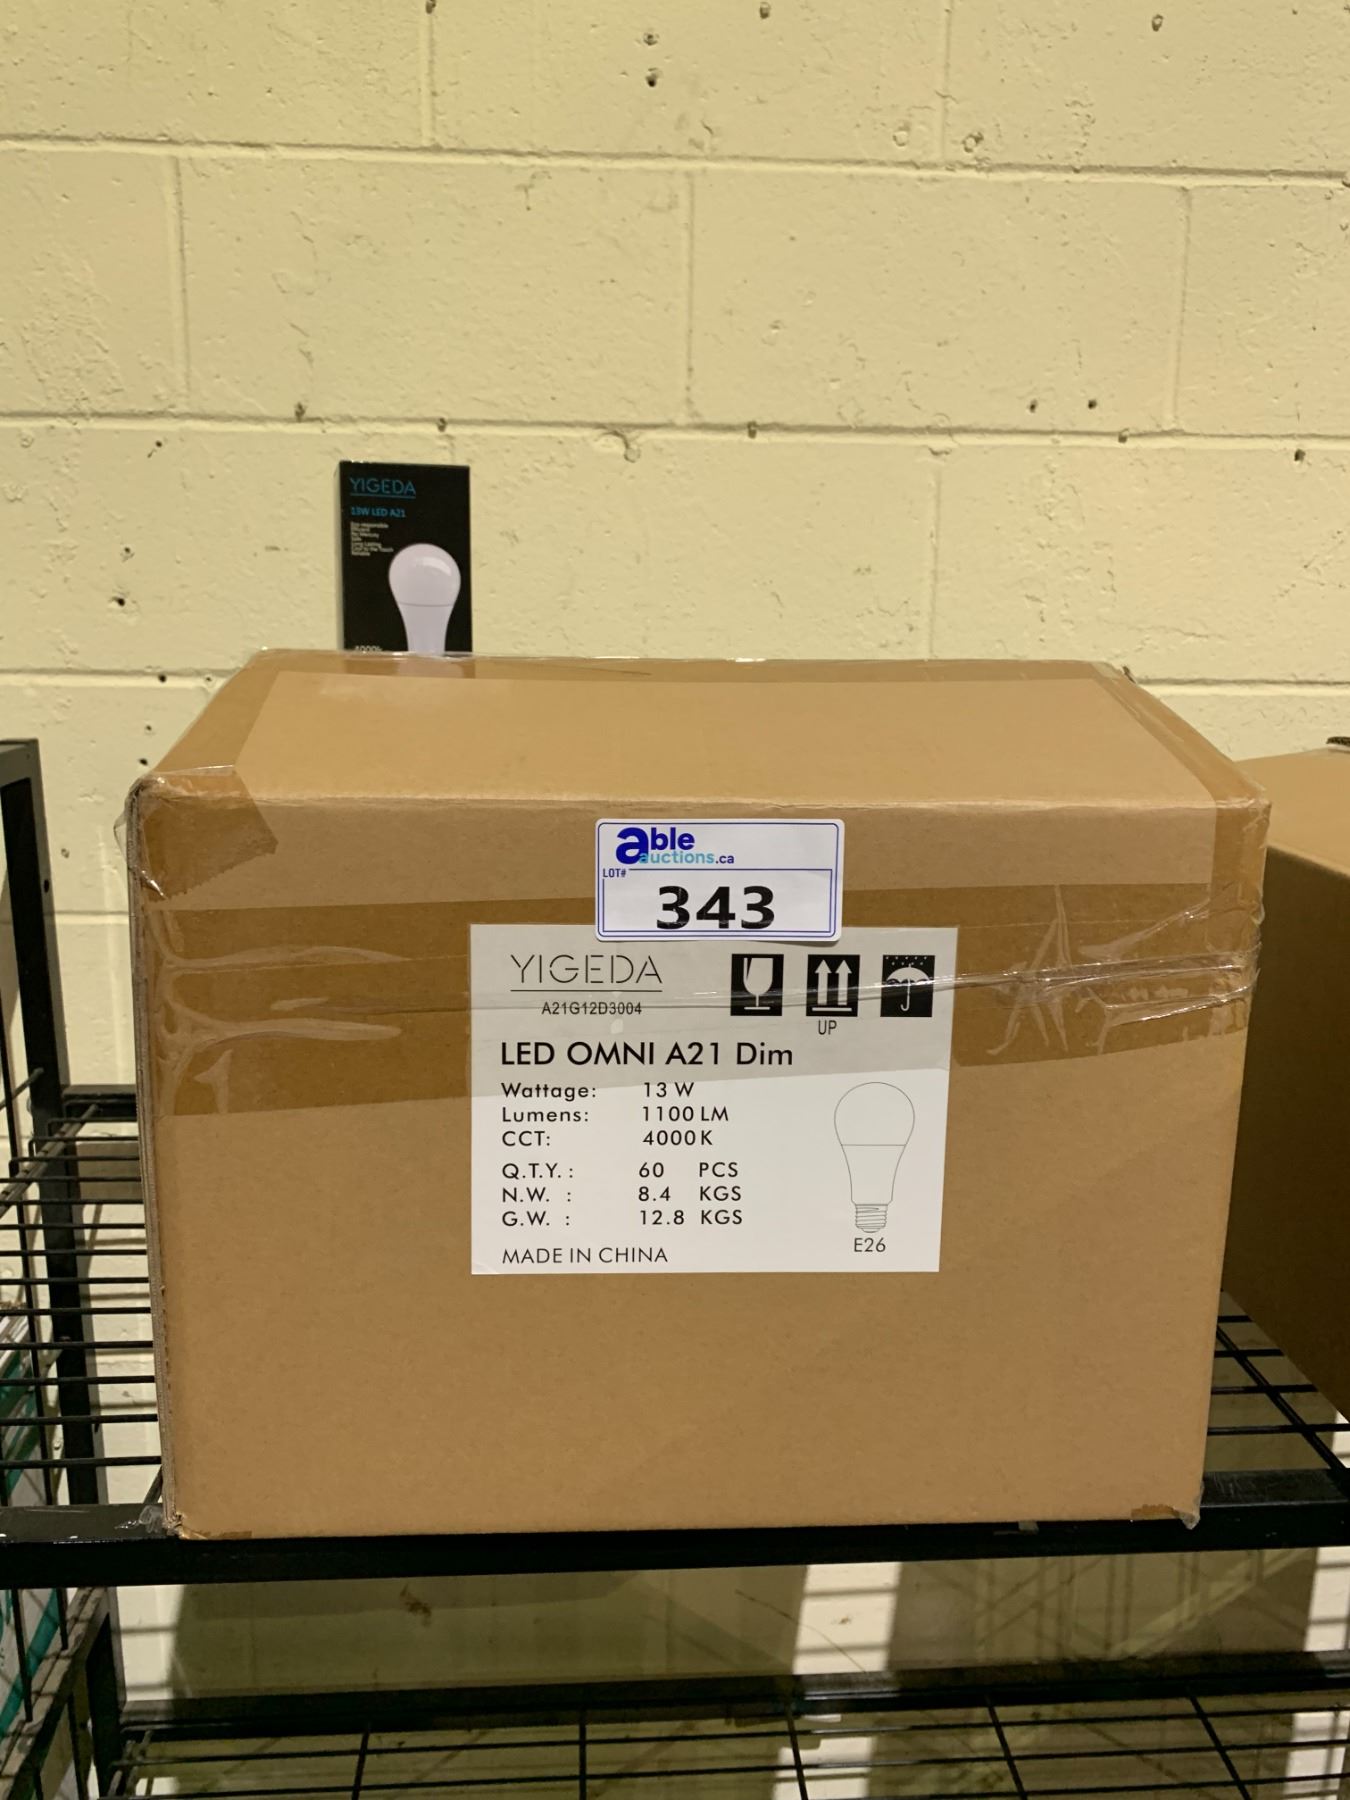 YIGEDA
13W LED A21
able
auctions.ca
LOT#
343
YIGEDA
A21G12D3004
UP
LED OMNI A21 Dim
Wattage: 13 W
Lumens: 1100 LM
CCT: 4000K
Q.T.Y. : 60 PCS
N.W. : 8.4 KGS
G.W. : 12.8 KGS
MADE IN CHINA
E26